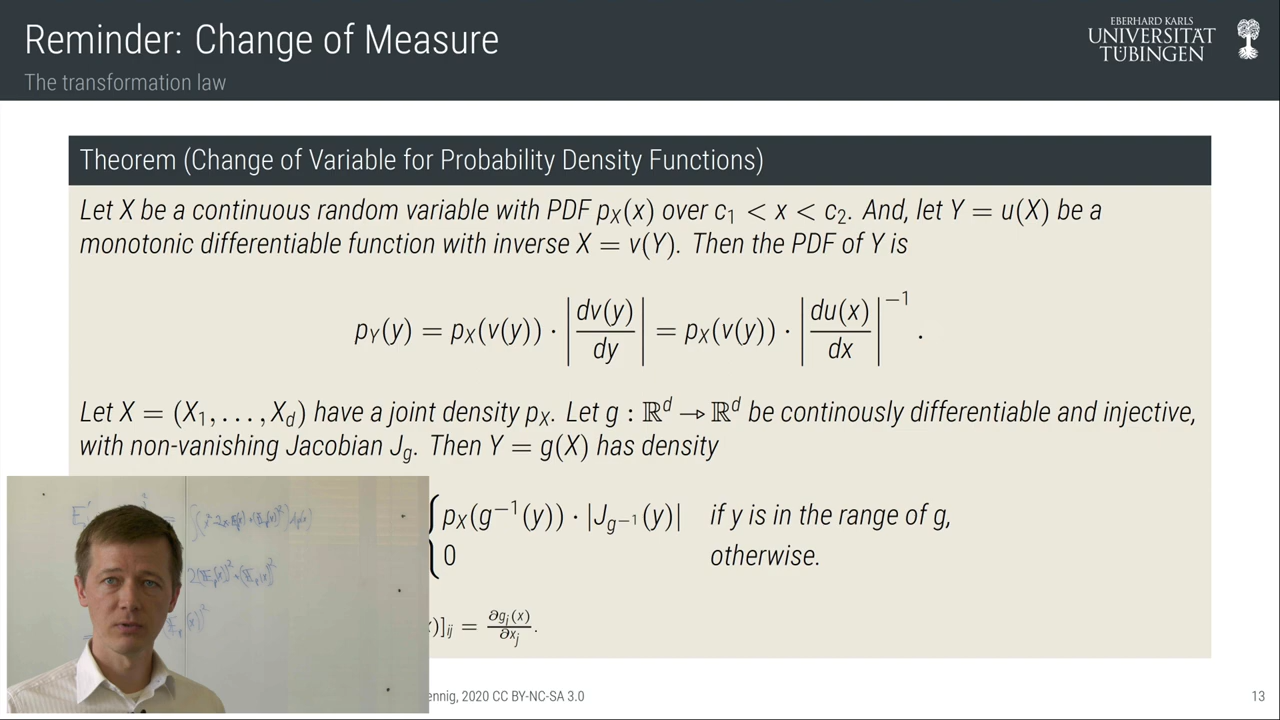 Reminder: Change of Measure
The transformation law
EBERHARD KARLS
UNIVERSITÄT
TÜBINGEN
Theorem (Change of Variable for Probability Density Functions)
Let X be a continuous random variable with PDF p_X(x) over c_1 < x < c_2. And, let Y = u(X) be a
monotonic differentiable function with inverse X = v(Y). Then the PDF of Y is
p_Y(y) = p_X(v(y)) · |dv(y)/dy| = p_X(v(y)) · |du(x)/dx|^{-1}.
Let X = (X_1, . . . , X_d) have a joint density p_X. Let g : ℝ^d → ℝ^d be continously differentiable and injective,
with non-vanishing Jacobian J_g. Then Y = g(X) has density
{ p_X(g^{-1}(y)) · |J_{g^{-1}}(y)| if y is in the range of g,
0 otherwise.
)]_{ij} = ∂g_i(x)/∂x_j.
ennig, 2020 CC BY-NC-SA 3.0
13